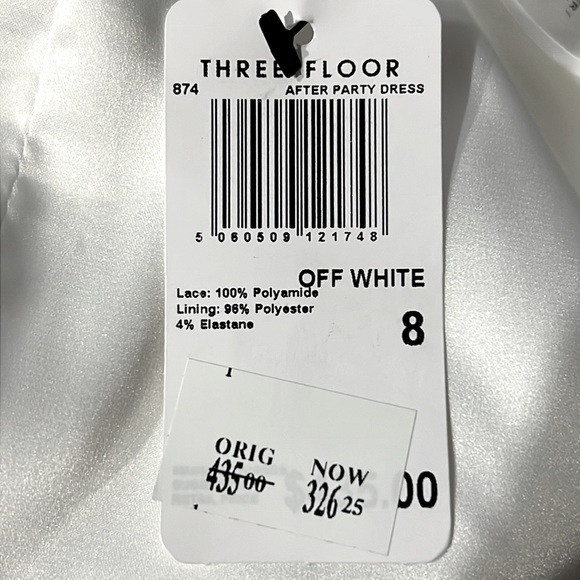 THREE FLOOR
874 AFTER PARTY DRESS
5 060509 121748
OFF WHITE
Lace: 100% Polyamide
Lining: 96% Polyester
4% Elastane
8
ORIG NOW
435.00 326.25